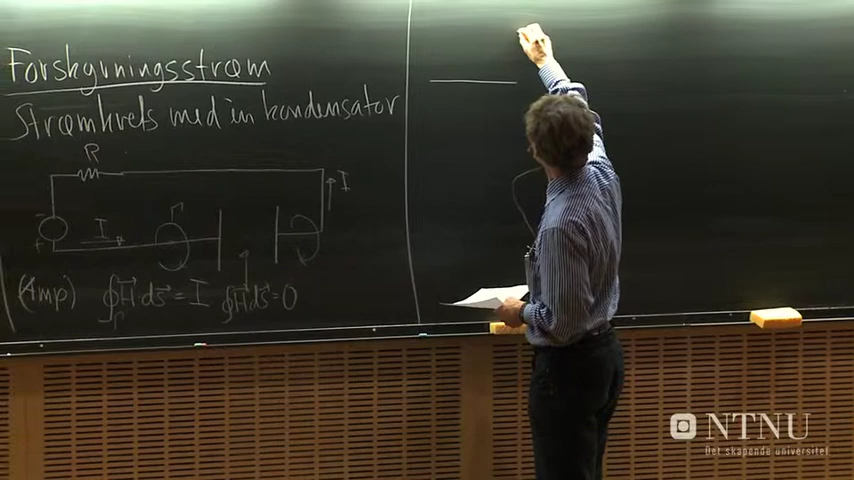 Forskyvningsstrøm
Strømkrets med en kondensator
R
I
I
(Amp) ∮H⃗·ds⃗ = I ∮H⃗·ds⃗ = 0
Γ
NTNU
Det skapende universitet